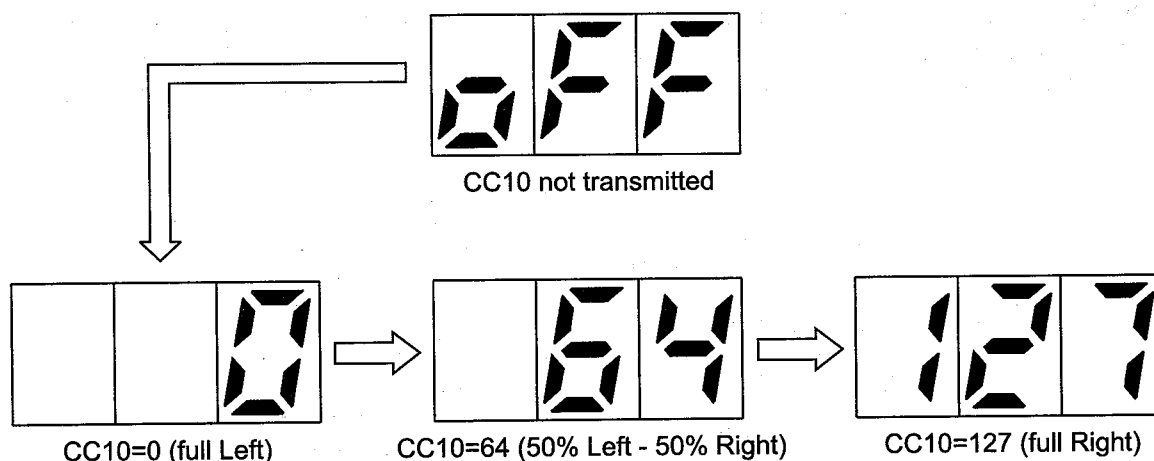 oFF
CC10 not transmitted
0
CC10=0 (full Left)
64
CC10=64 (50% Left - 50% Right)
127
CC10=127 (full Right)